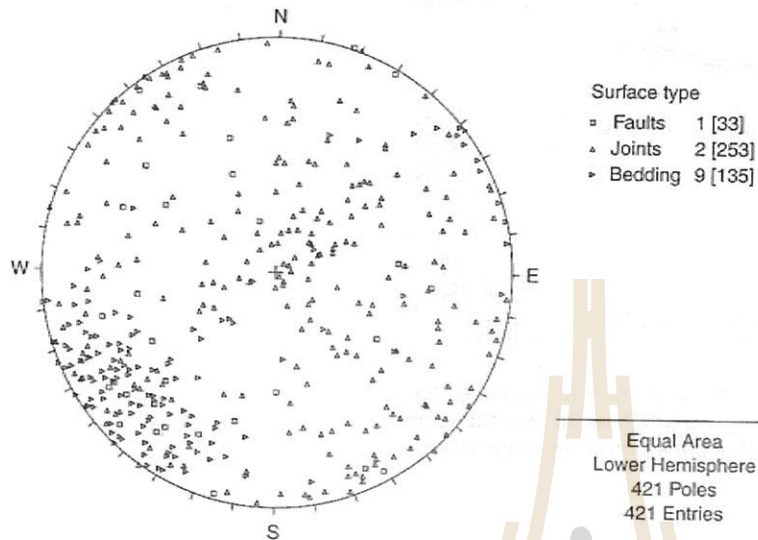 N
W
E
S
Surface type
Faults 1 [33]
Joints 2 [253]
Bedding 9 [135]
Equal Area
Lower Hemisphere
421 Poles
421 Entries